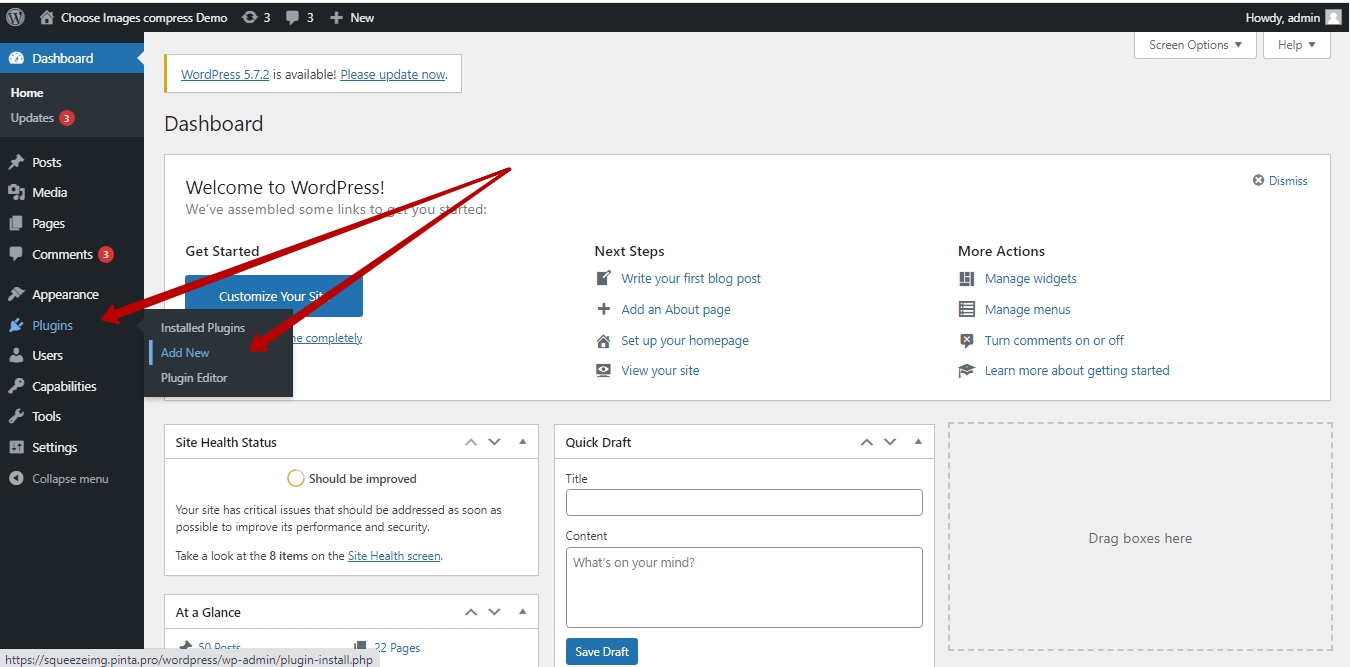 Choose Images compress Demo 3 3 New
Howdy, admin
Dashboard
Home
Updates 3
Posts
Media
Pages
Comments 3
Appearance
Plugins
Users
Capabilities
Tools
Settings
Collapse menu
Installed Plugins
Add New
Plugin Editor
Screen Options
Help
WordPress 5.7.2 is available! Please update now.
Dashboard
Welcome to WordPress!
We've assembled some links to get you started:
Dismiss
Get Started
Customize Your Site
me completely
Next Steps
Write your first blog post
Add an About page
Set up your homepage
View your site
More Actions
Manage widgets
Manage menus
Turn comments on or off
Learn more about getting started
Site Health Status
Should be improved
Your site has critical issues that should be addressed as soon as
possible to improve its performance and security.
Take a look at the 8 items on the Site Health screen.
At a Glance
50 Posts
22 Pages
Quick Draft
Title
Content
What's on your mind?
Save Draft
Drag boxes here
https://squeezeimg.pinta.pro/wordpress/wp-admin/plugin-install.php